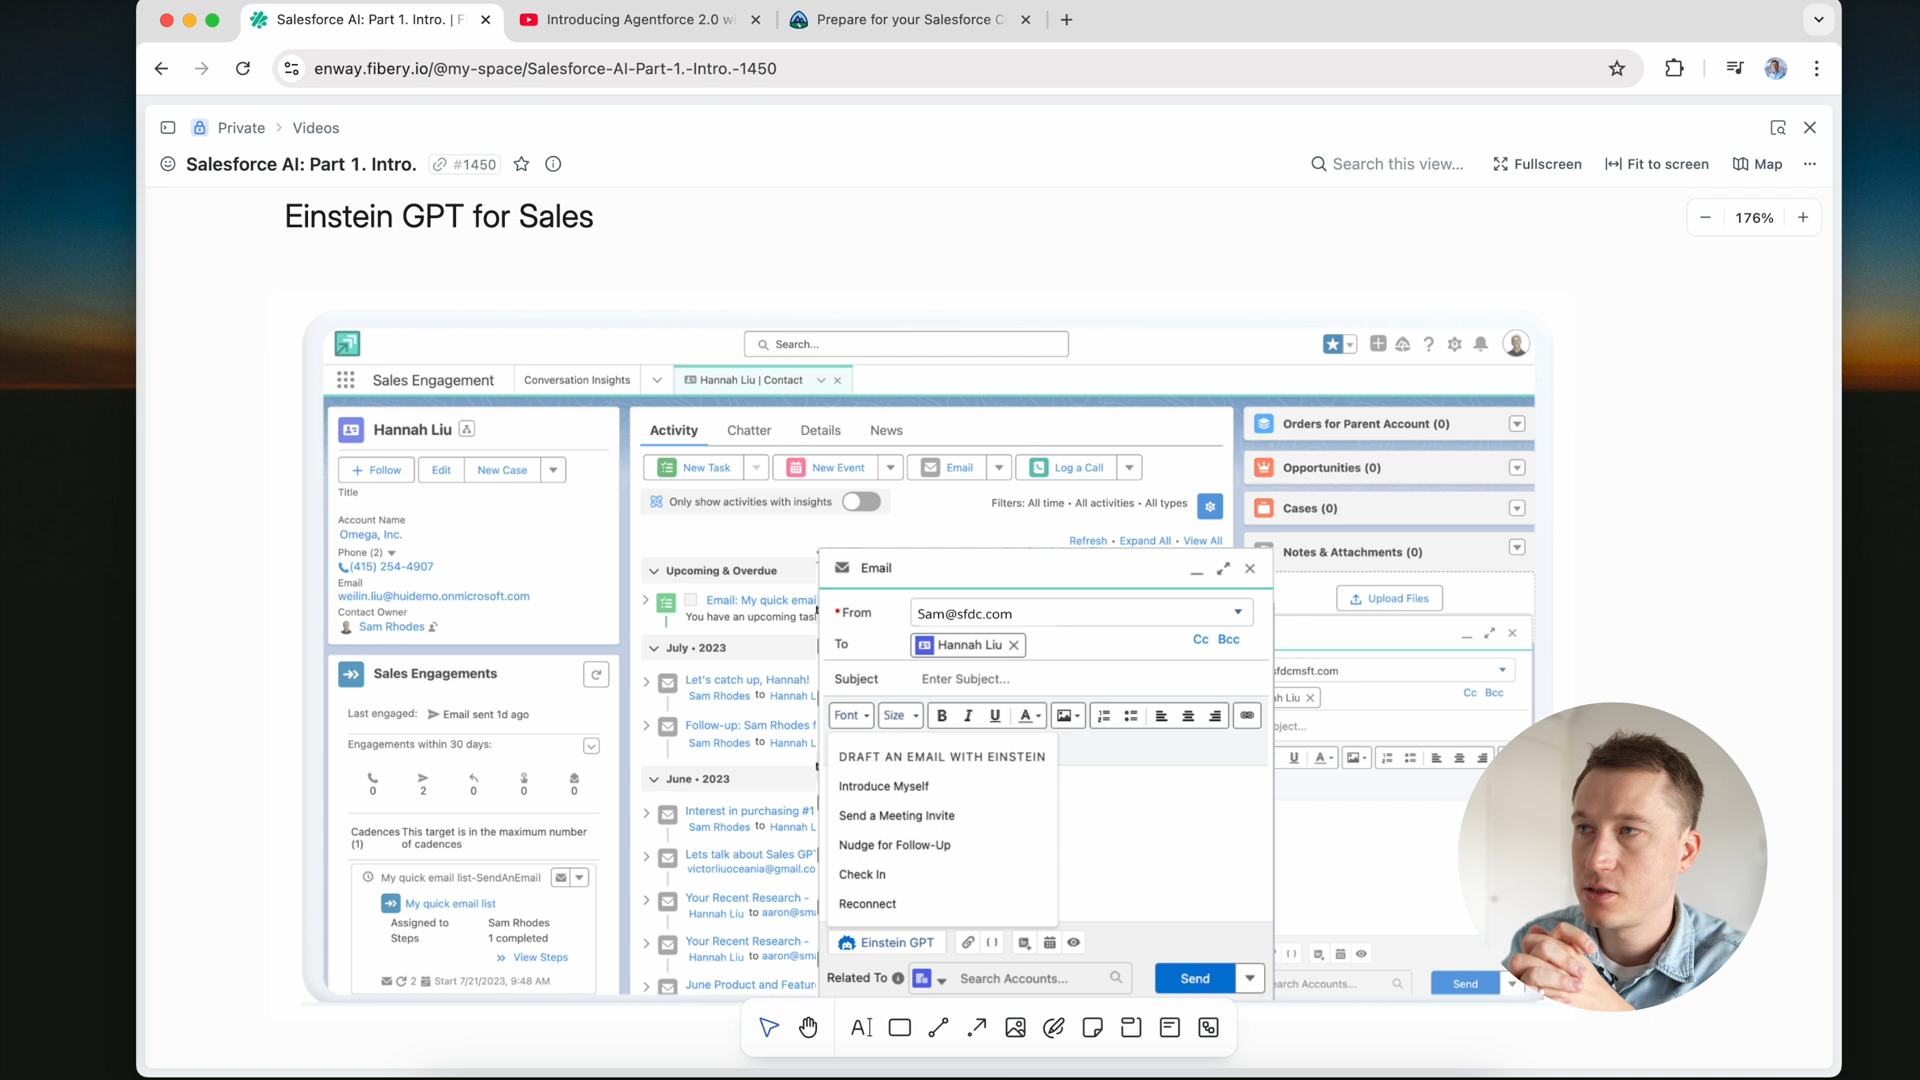 Salesforce AI: Part 1. Intro. | F
Introducing Agentforce 2.0 wi
Prepare for your Salesforce C
enway.fibery.io/@my-space/Salesforce-AI-Part-1.-Intro.-1450
Private > Videos
Salesforce AI: Part 1. Intro. #1450
Search this view... Fullscreen Fit to screen Map
Einstein GPT for Sales
176%
Search...
Sales Engagement Conversation Insights Hannah Liu | Contact
Hannah Liu
Follow Edit New Case
Title
Account Name
Omega, Inc.
Phone (2)
(415) 254-4907
Email
weilin.liu@huidemo.onmicrosoft.com
Contact Owner
Sam Rhodes
Sales Engagements
Last engaged: Email sent 1d ago
Engagements within 30 days:
0 2 0 0 0
Cadences This target is in the maximum number
(1) of cadences
My quick email list-SendAnEmail
My quick email list
Assigned to Sam Rhodes
Steps 1 completed
View Steps
2 Start 7/21/2023, 9:48 AM
Activity Chatter Details News
New Task New Event Email Log a Call
Only show activities with insights
Filters: All time • All activities • All types
Refresh • Expand All • View All
Upcoming & Overdue
Email: My quick emai
You have an upcoming tas
July • 2023
Let's catch up, Hannah!
Sam Rhodes to Hannah L
Follow-up: Sam Rhodes f
Sam Rhodes to Hannah L
June • 2023
Interest in purchasing #1
Sam Rhodes to Hannah L
Lets talk about Sales GP
victorliuoceania@gmail.co
Your Recent Research -
Hannah Liu to aaron@sma
Your Recent Research -
Hannah Liu to aaron@sma
June Product and Featur
Email
* From Sam@sfdc.com
To Hannah Liu Cc Bcc
Subject Enter Subject...
Font Size B I U A
DRAFT AN EMAIL WITH EINSTEIN
Introduce Myself
Send a Meeting Invite
Nudge for Follow-Up
Check In
Reconnect
Einstein GPT
Related To Search Accounts... Send
Orders for Parent Account (0)
Opportunities (0)
Cases (0)
Notes & Attachments (0)
Upload Files
sfdcmsft.com
h Liu Cc Bcc
ject...
U A
arch Accounts... Send